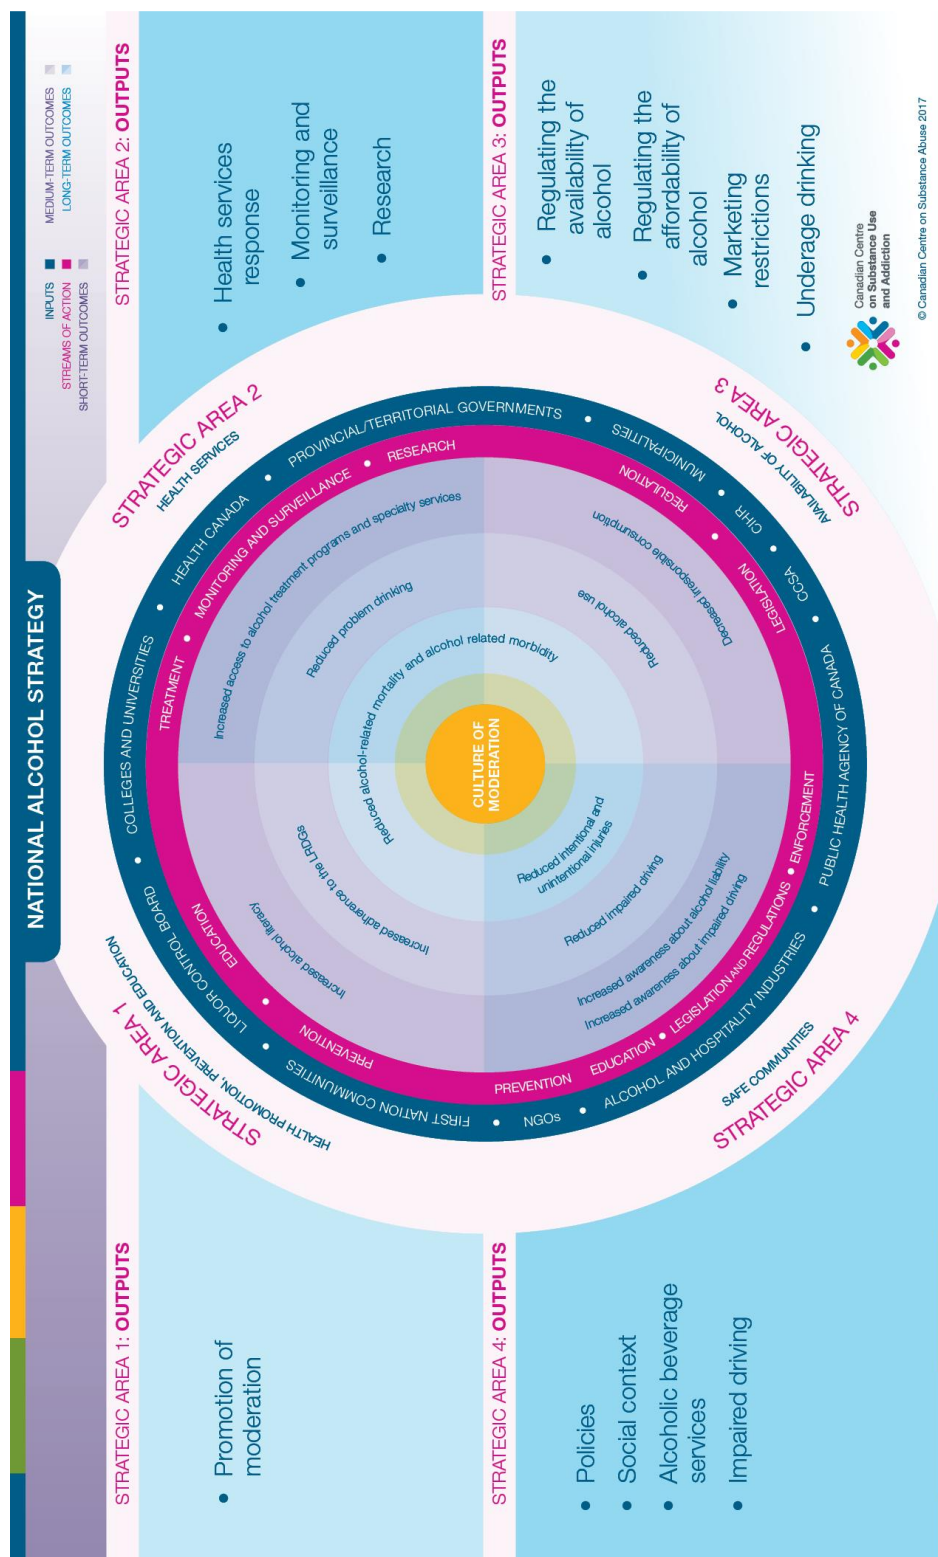 NATIONAL ALCOHOL STRATEGY
INPUTS
STREAMS OF ACTION
SHORT-TERM OUTCOMES
MEDIUM-TERM OUTCOMES
LONG-TERM OUTCOMES
STRATEGIC AREA 1: OUTPUTS
• Promotion of
moderation
STRATEGIC AREA 2: OUTPUTS
• Health services
response
• Monitoring and
surveillance
• Research
STRATEGIC AREA 1
HEALTH PROMOTION, PREVENTION AND EDUCATION
STRATEGIC AREA 2
HEALTH SERVICES
FIRST NATION COMMUNITIES • LIQUOR CONTROL BOARD • COLLEGES AND UNIVERSITIES • HEALTH CANADA • PROVINCIAL/TERRITORIAL GOVERNMENTS • MUNICIPALITIES • CIHR • CCSA • PUBLIC HEALTH AGENCY OF CANADA • ALCOHOL AND HOSPITALITY INDUSTRIES • NGOs •
PREVENTION • EDUCATION
TREATMENT • MONITORING AND SURVEILLANCE • RESEARCH
REGULATION • LEGISLATION
PREVENTION EDUCATION • LEGISLATION AND REGULATIONS • ENFORCEMENT
Increased alcohol literacy
Increased adherence to the LRDGs
Increased access to alcohol treatment programs and specialty services
Reduced problem drinking
Reduced alcohol-related mortality and alcohol related morbidity
CULTURE OF
MODERATION
Reduced intentional and
unintentional injuries
Reduced impaired driving
Increased awareness about alcohol liability
Increased awareness about impaired driving
Reduced alcohol use
Decreased irresponsible consumption
STRATEGIC AREA 4: OUTPUTS
• Policies
• Social context
• Alcoholic beverage
services
• Impaired driving
SAFE COMMUNITIES
STRATEGIC AREA 4
AVAILABILITY OF ALCOHOL
STRATEGIC AREA 3
STRATEGIC AREA 3: OUTPUTS
• Regulating the
availability of
alcohol
• Regulating the
affordability of
alcohol
• Marketing
restrictions
• Underage drinking
Canadian Centre
on Substance Use
and Addiction
© Canadian Centre on Substance Abuse 2017